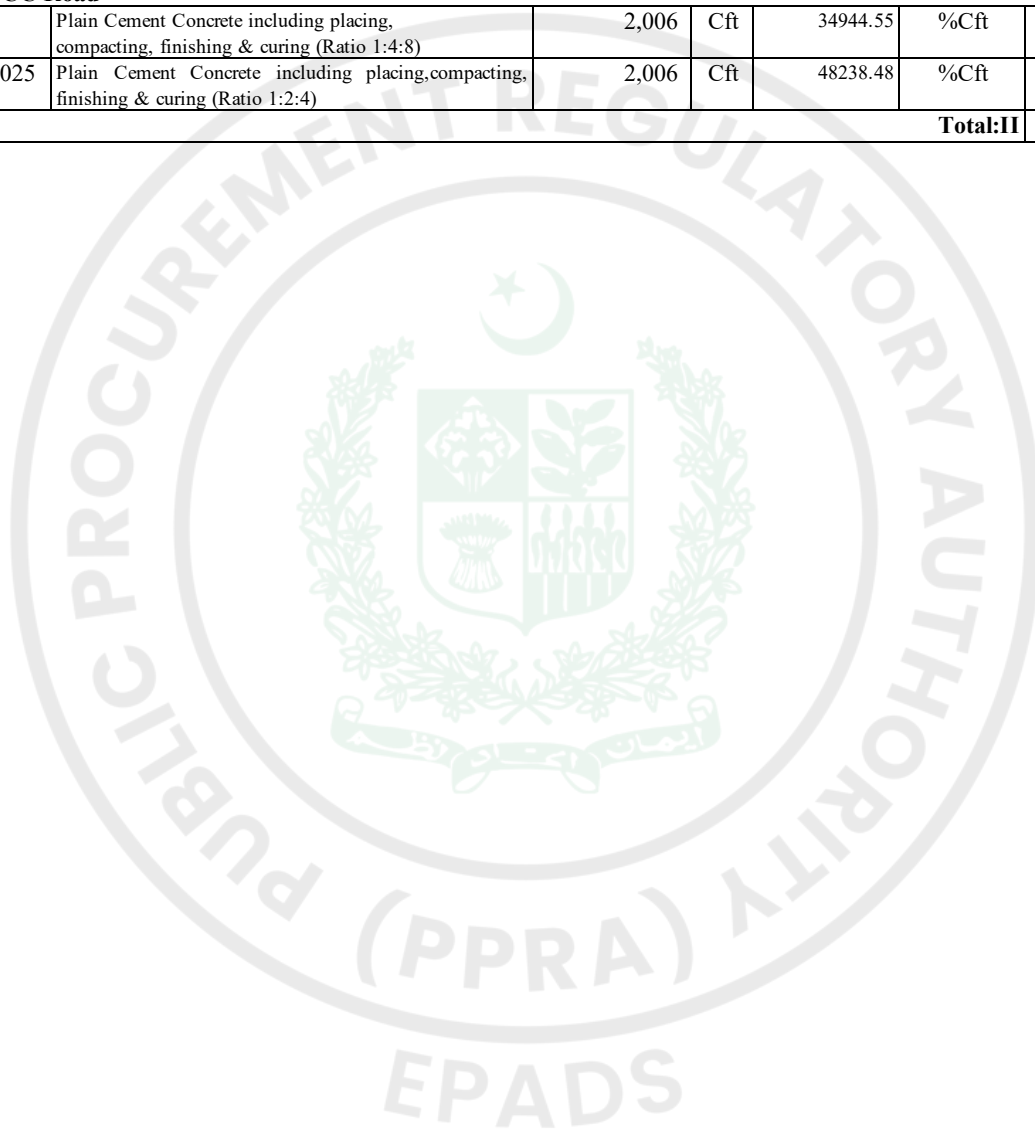 Plain Cement Concrete including placing, 2,006 Cft 34944.55 %Cft
compacting, finishing & curing (Ratio 1:4:8)
025 Plain Cement Concrete including placing,compacting, 2,006 Cft 48238.48 %Cft
finishing & curing (Ratio 1:2:4)
Total:II
PUBLIC PROCUREMENT REGULATORY AUTHORITY
(PPRA)
EPADS